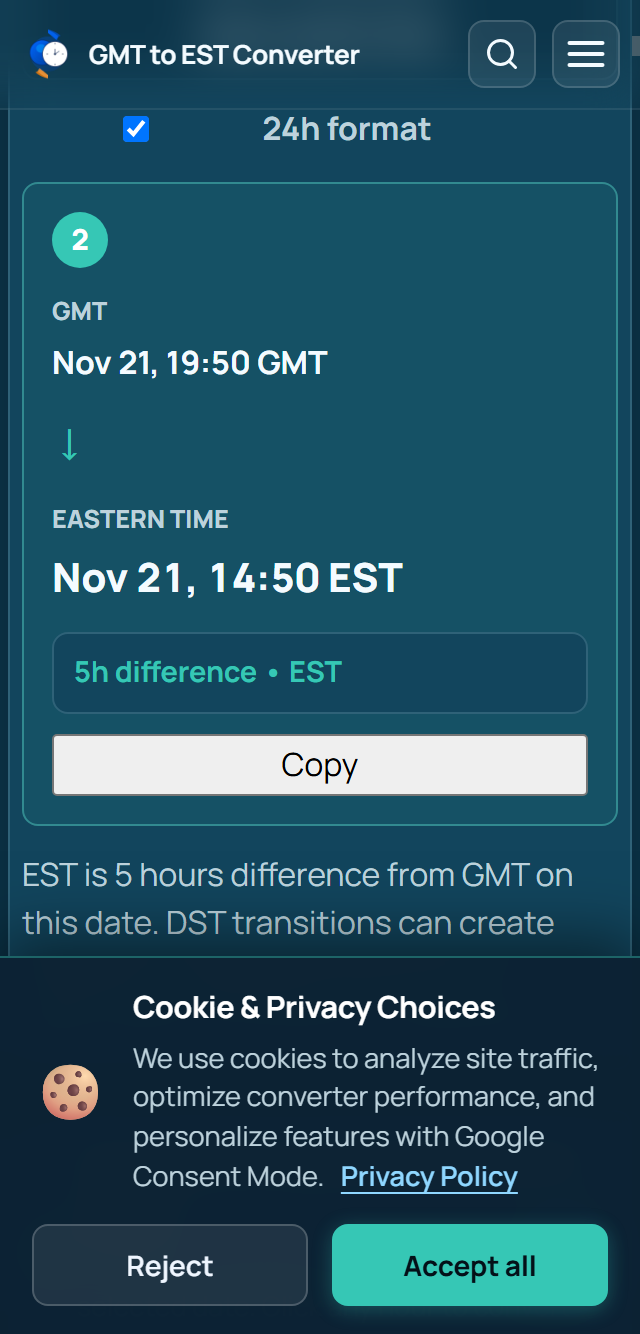 GMT to EST Converter
24h format
2
GMT
Nov 21, 19:50 GMT
↓
EASTERN TIME
Nov 21, 14:50 EST
5h difference • EST
Copy
EST is 5 hours difference from GMT on
this date. DST transitions can create
Cookie & Privacy Choices
We use cookies to analyze site traffic,
optimize converter performance, and
personalize features with Google
Consent Mode. Privacy Policy
Reject
Accept all